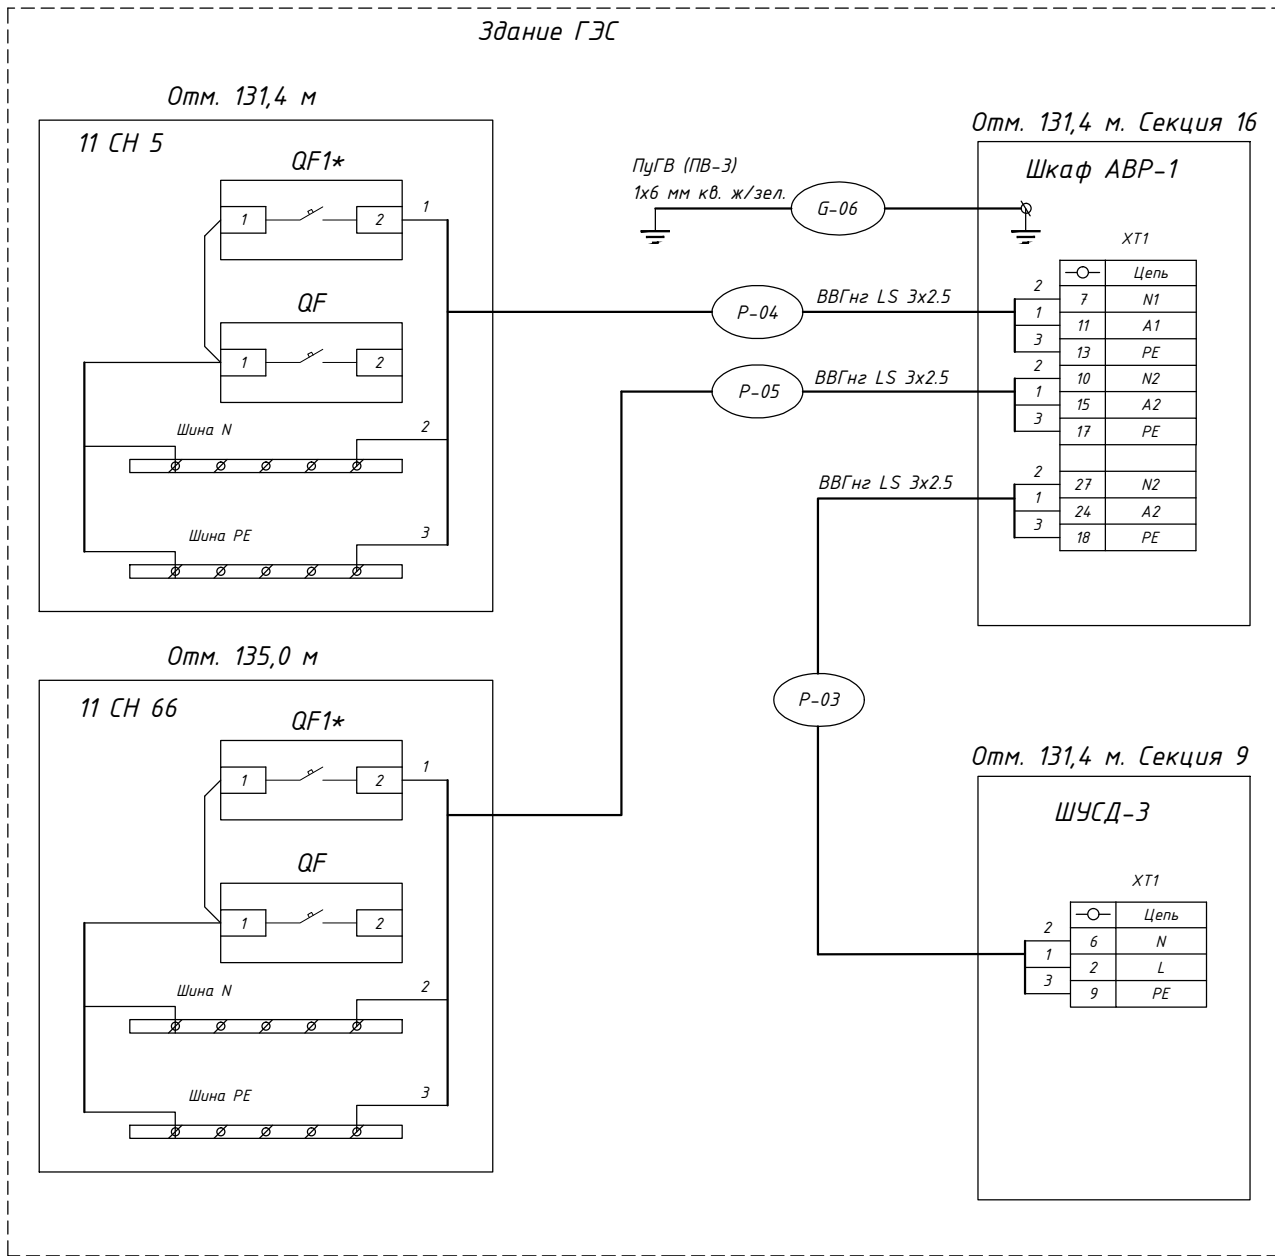 Здание ГЭС
Отм. 131,4 м
11 СН 5
QF1*
1 2 1
QF
1 2
Шина N 2
Шина PE 3
Отм. 135,0 м
11 СН 66
QF1*
1 2 1
QF
1 2
Шина N 2
Шина PE 3
ПуГВ (ПВ-3)
1х6 мм кв. ж/зел.
G-06
P-04
ВВГнг LS 3х2.5
P-05
ВВГнг LS 3х2.5
ВВГнг LS 3х2.5
P-03
Отм. 131,4 м. Секция 16
Шкаф АВР-1
XT1
Цепь
2 7 N1
1 11 A1
3 13 PE
2 10 N2
1 15 A2
3 17 PE
2 27 N2
1 24 A2
3 18 PE
Отм. 131,4 м. Секция 9
ШУСД-3
XT1
Цепь
2 6 N
1 2 L
3 9 PE